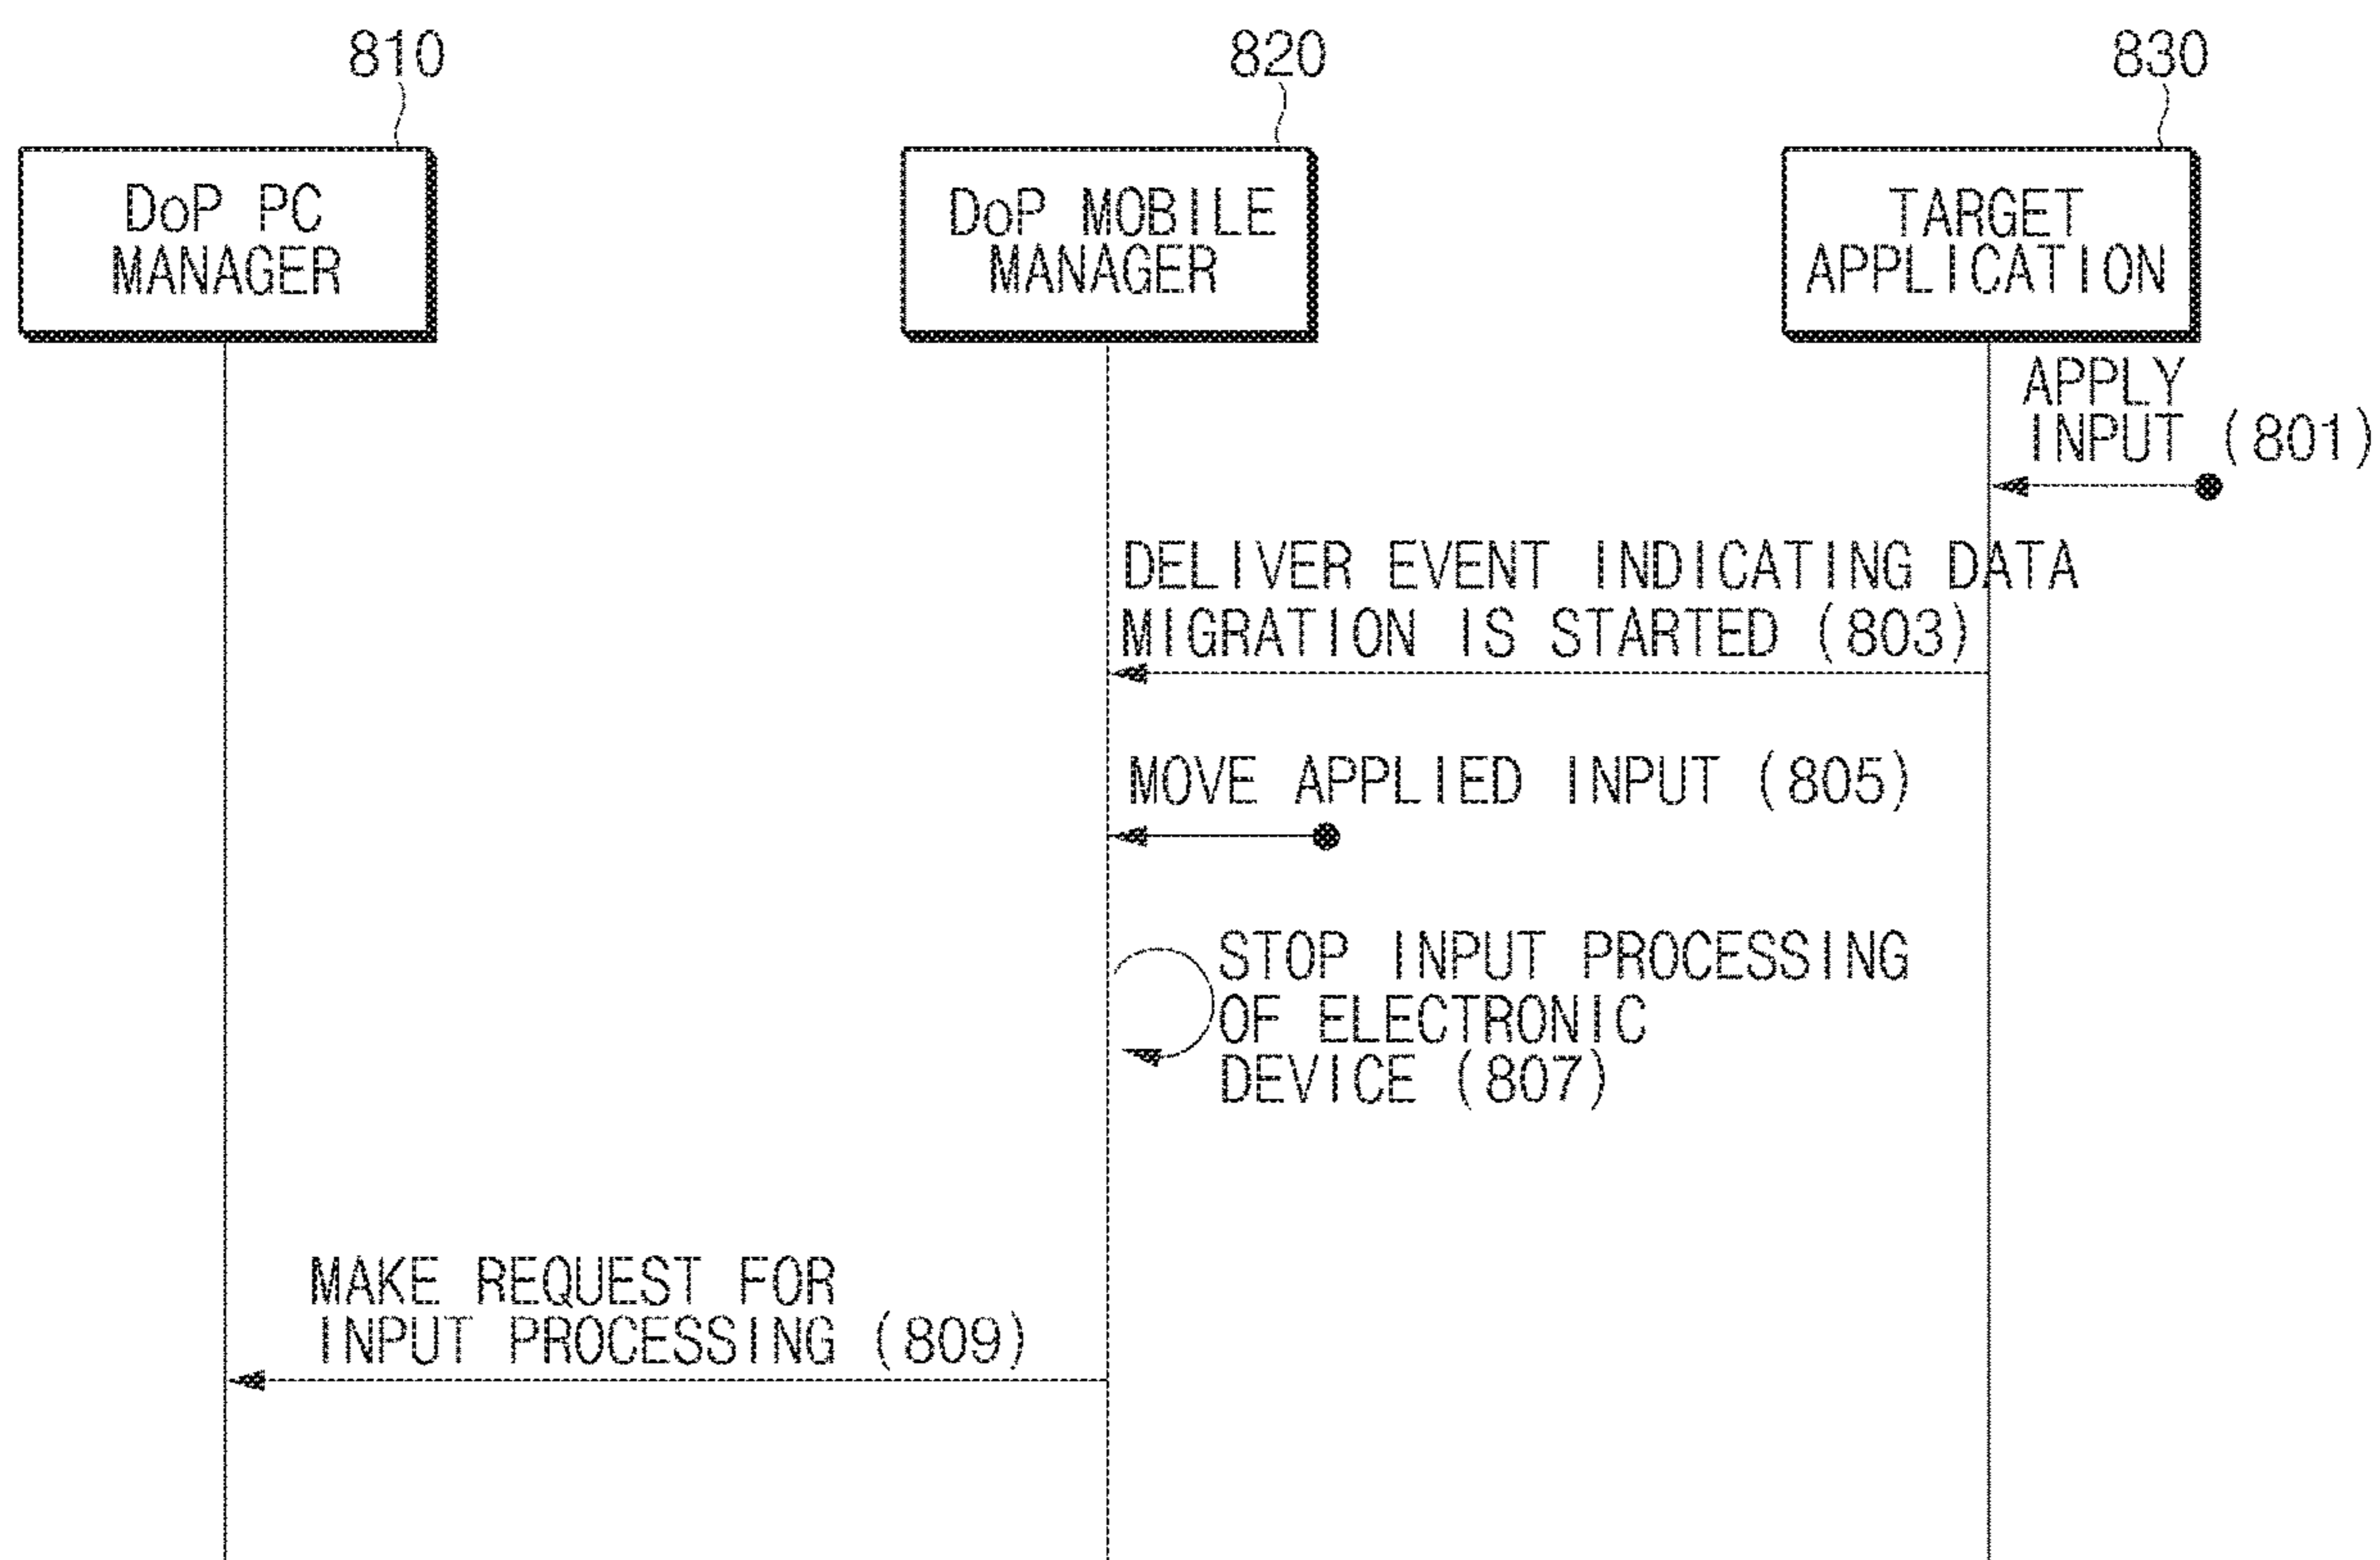 810
820
830
DoP PC
MANAGER
DoP MOBILE
MANAGER
TARGET
APPLICATION
APPLY
INPUT (801)
DELIVER EVENT INDICATING DATA
MIGRATION IS STARTED (803)
MOVE APPLIED INPUT (805)
STOP INPUT PROCESSING
OF ELECTRONIC
DEVICE (807)
MAKE REQUEST FOR
INPUT PROCESSING (809)